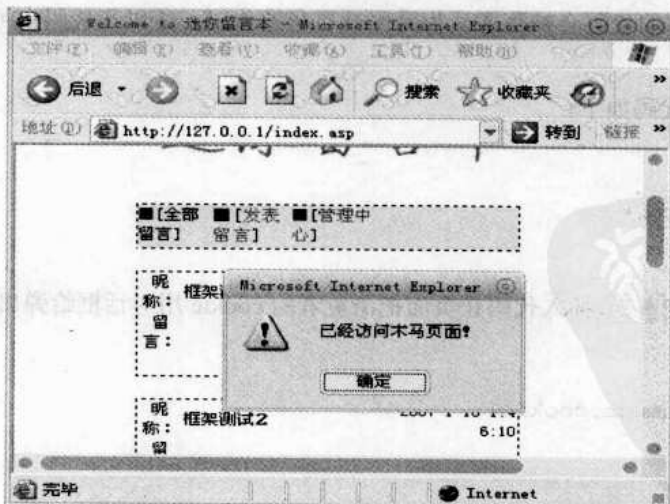 Welcome to 迷你留言本 - Microsoft Internet Explorer
文件(F) 编辑(E) 查看(V) 收藏(A) 工具(T) 帮助(H)
后退 搜索 收藏夹 »
地址(D) http://127.0.0.1/index.asp 转到 链接 »
留言本
■[全部留言] ■[发表留言] ■[管理中心]
昵称: 框架
留言:
Microsoft Internet Explorer
已经访问木马页面!
确定
昵称: 框架测试2
6:10
留
完毕 Internet